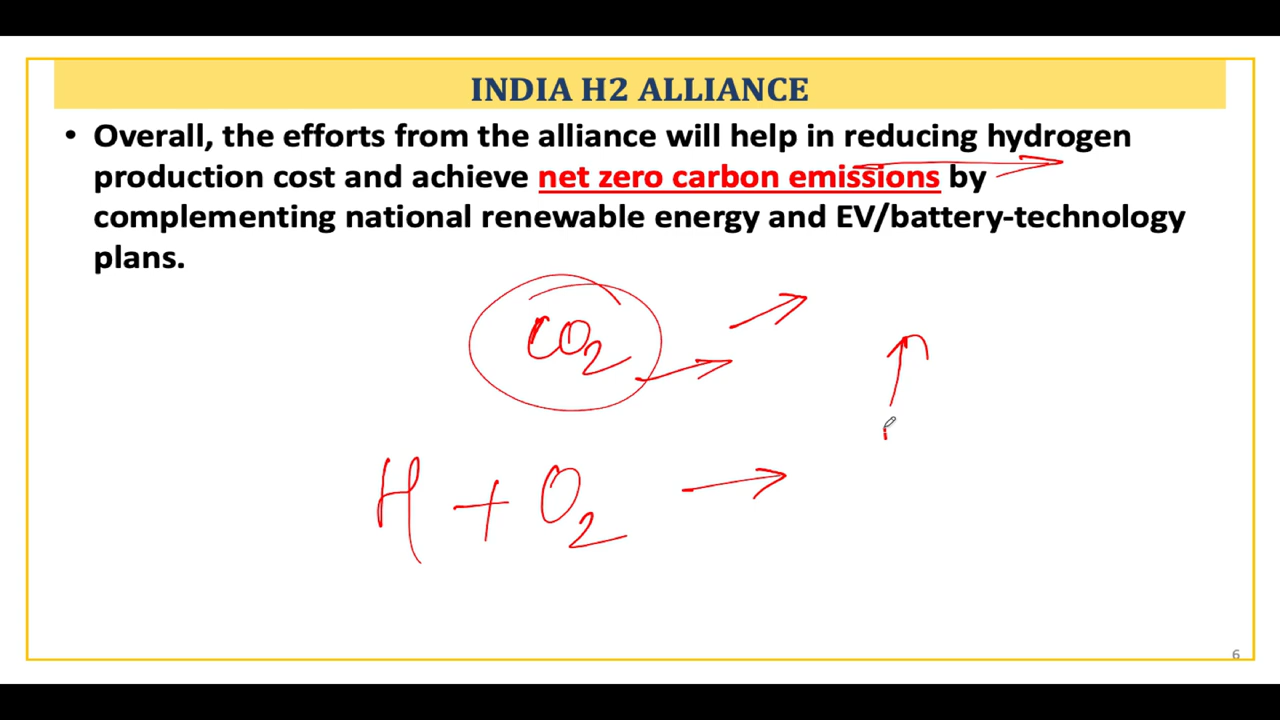 INDIA H2 ALLIANCE
• Overall, the efforts from the alliance will help in reducing hydrogen
production cost and achieve net zero carbon emissions by
complementing national renewable energy and EV/battery-technology
plans.
CO2
H + O2
6